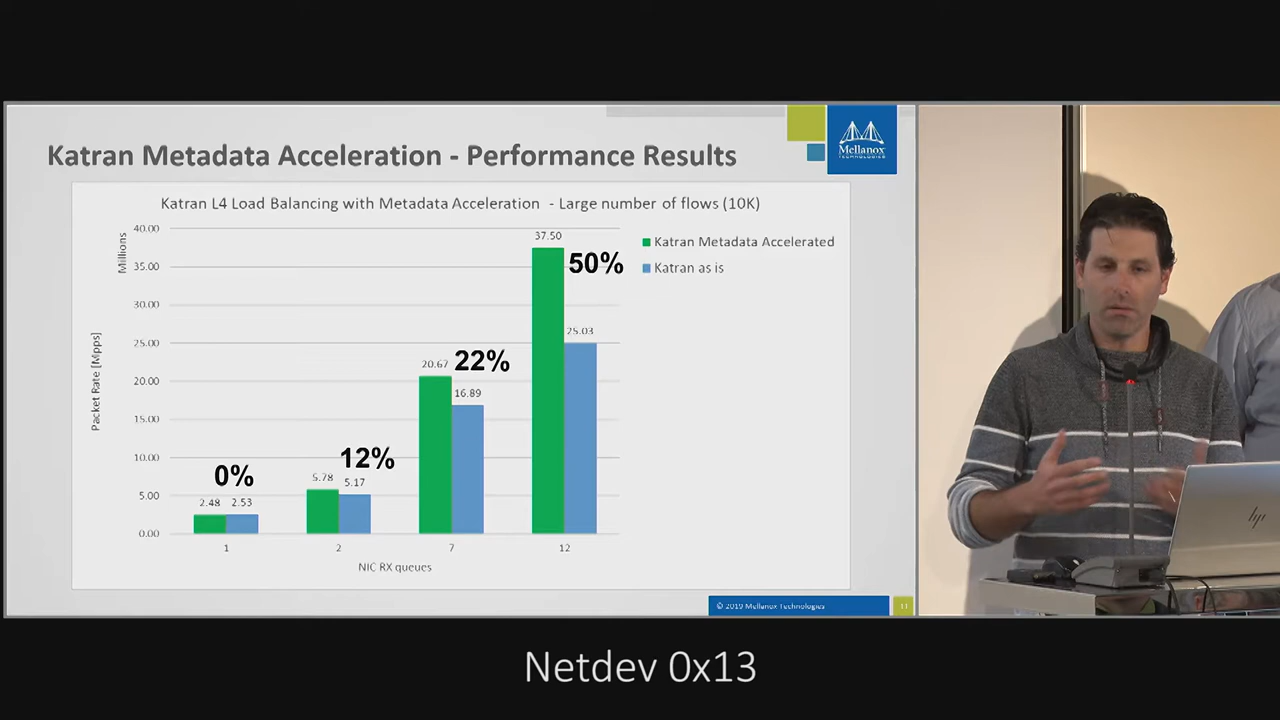 Katran Metadata Acceleration - Performance Results
Mellanox
TECHNOLOGIES
Katran L4 Load Balancing with Metadata Acceleration - Large number of flows (10K)
Millions
Packet Rate [Mpps]
40.00
35.00
30.00
25.00
20.00
15.00
10.00
5.00
0.00
2.48
2.53
0%
5.78
5.17
12%
20.67
16.89
22%
37.50
25.03
50%
Katran Metadata Accelerated
Katran as is
1
2
7
12
NIC RX queues
© 2019 Mellanox Technologies
11
hp
Netdev 0x13